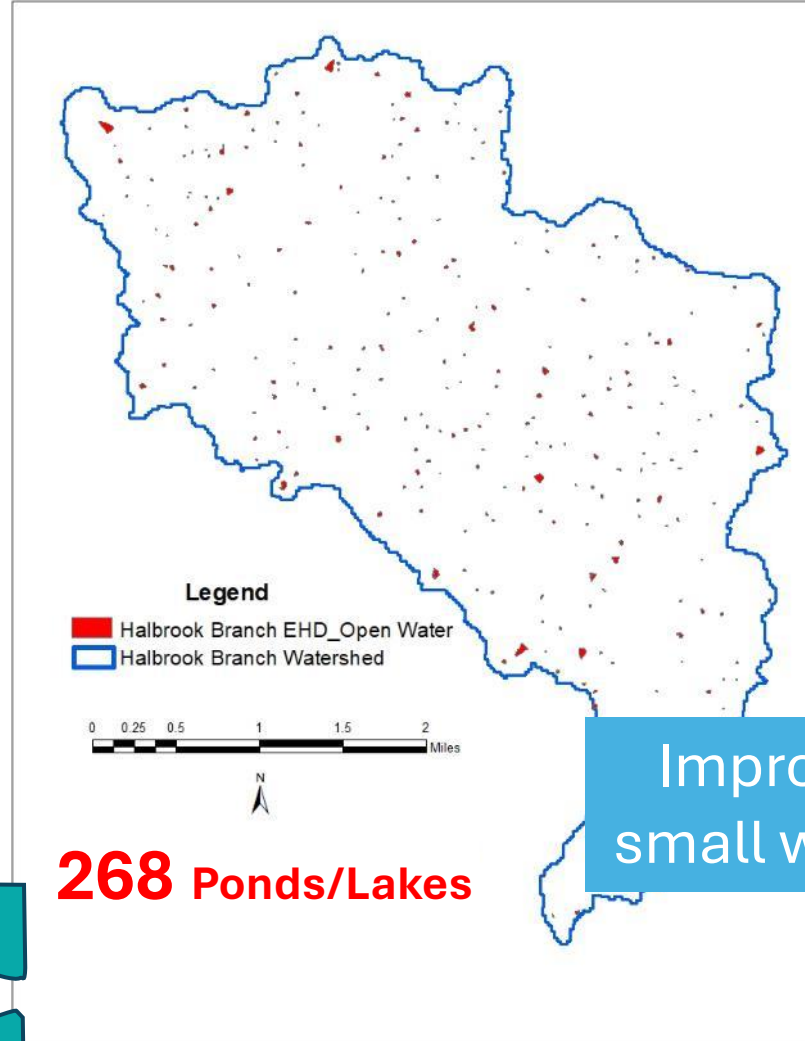 Legend
Halbrook Branch EHD_Open Water
Halbrook Branch Watershed
0 0.25 0.5 1 1.5 2
Miles
N
268 Ponds/Lakes
small